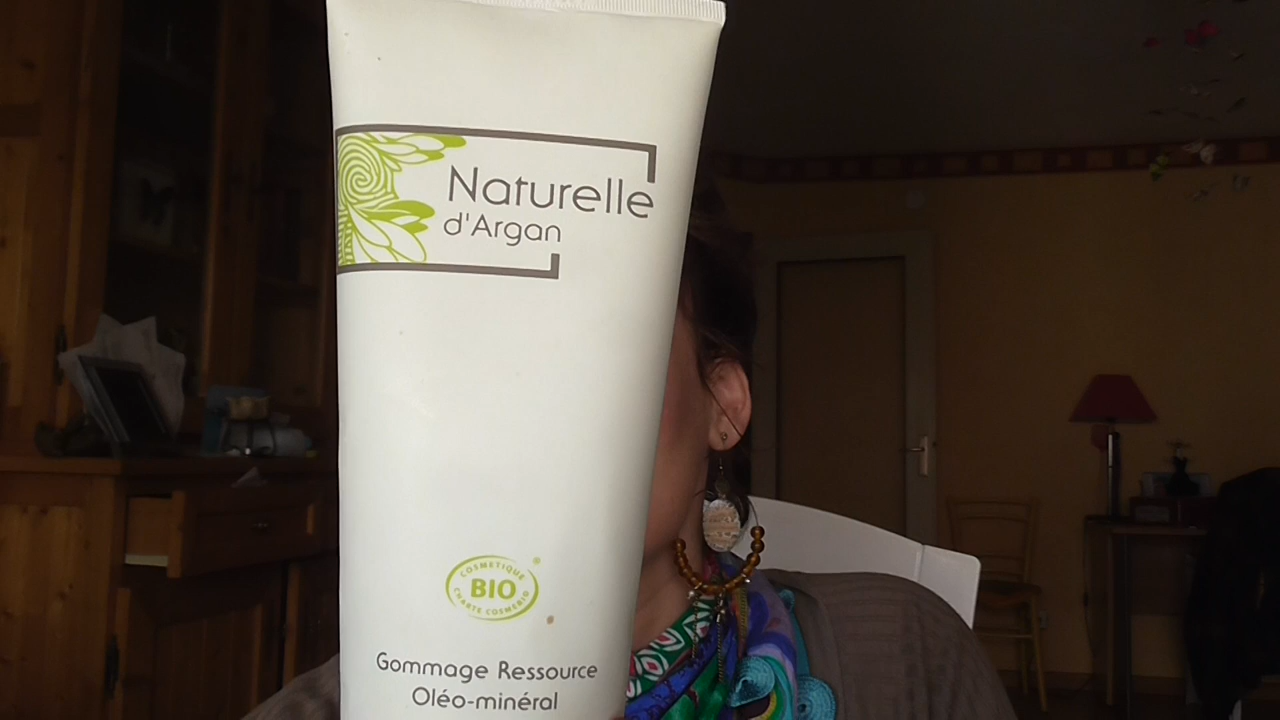 Naturelle
d'Argan
COSMETIQUE
BIO
CHARTE COSMEBIO
Gommage Ressource
Oléo-minéral